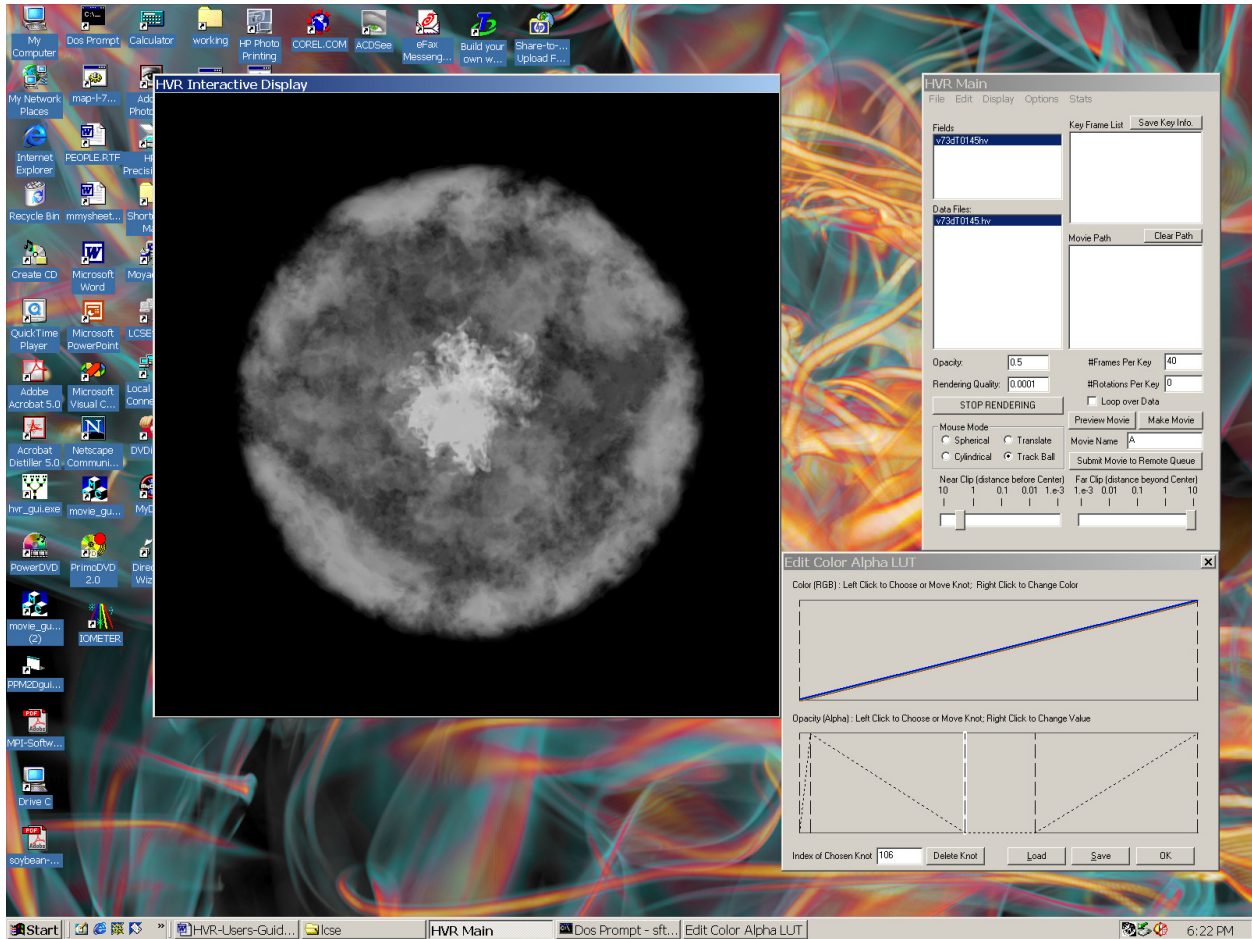 My Computer
Dos Prompt
Calculator
working
HP Photo Printing
COREL.COM
ACDSee
eFax Messeng...
Build your own w...
Share-to-... Upload F...
My Network Places
map-l-7...
Internet Explorer
PEOPLE.RTF
Recycle Bin
mmysheet...
Create CD
Microsoft Word
QuickTime Player
Microsoft PowerPoint
Adobe Acrobat 5.0
Microsoft Visual C...
Acrobat Distiller 5.0
Netscape Communi...
hvr_gui.exe
movie_gu...
PowerDVD
PrimoDVD 2.0
movie_gu... (2)
IOMETER
PPM2Dgui...
MPI-Softw...
Drive C
soybean-...
HVR Interactive Display
HVR Main
File Edit Display Options Stats
Fields
v73dT0145hv
Key Frame List
Save Key Info.
Data Files:
v73dT0145.hv
Movie Path
Clear Path
Opacity: 0.5
#Frames Per Key 40
Rendering Quality: 0.0001
#Rotations Per Key 0
Loop over Data
STOP RENDERING
Preview Movie
Make Movie
Mouse Mode
Spherical
Translate
Cylindrical
Track Ball
Movie Name A
Submit Movie to Remote Queue
Near Clip (distance before Center)
10 1 0.1 0.01 1.e-3
Far Clip (distance beyond Center)
1.e-3 0.01 0.1 1 10
Edit Color Alpha LUT
Color (RGB) : Left Click to Choose or Move Knot; Right Click to Change Color
Opacity (Alpha) : Left Click to Choose or Move Knot; Right Click to Change Value
Index of Chosen Knot 106
Delete Knot
Load
Save
OK
Start
HVR-Users-Guid...
lcse
HVR Main
Dos Prompt - sft...
Edit Color Alpha LUT
6:22 PM